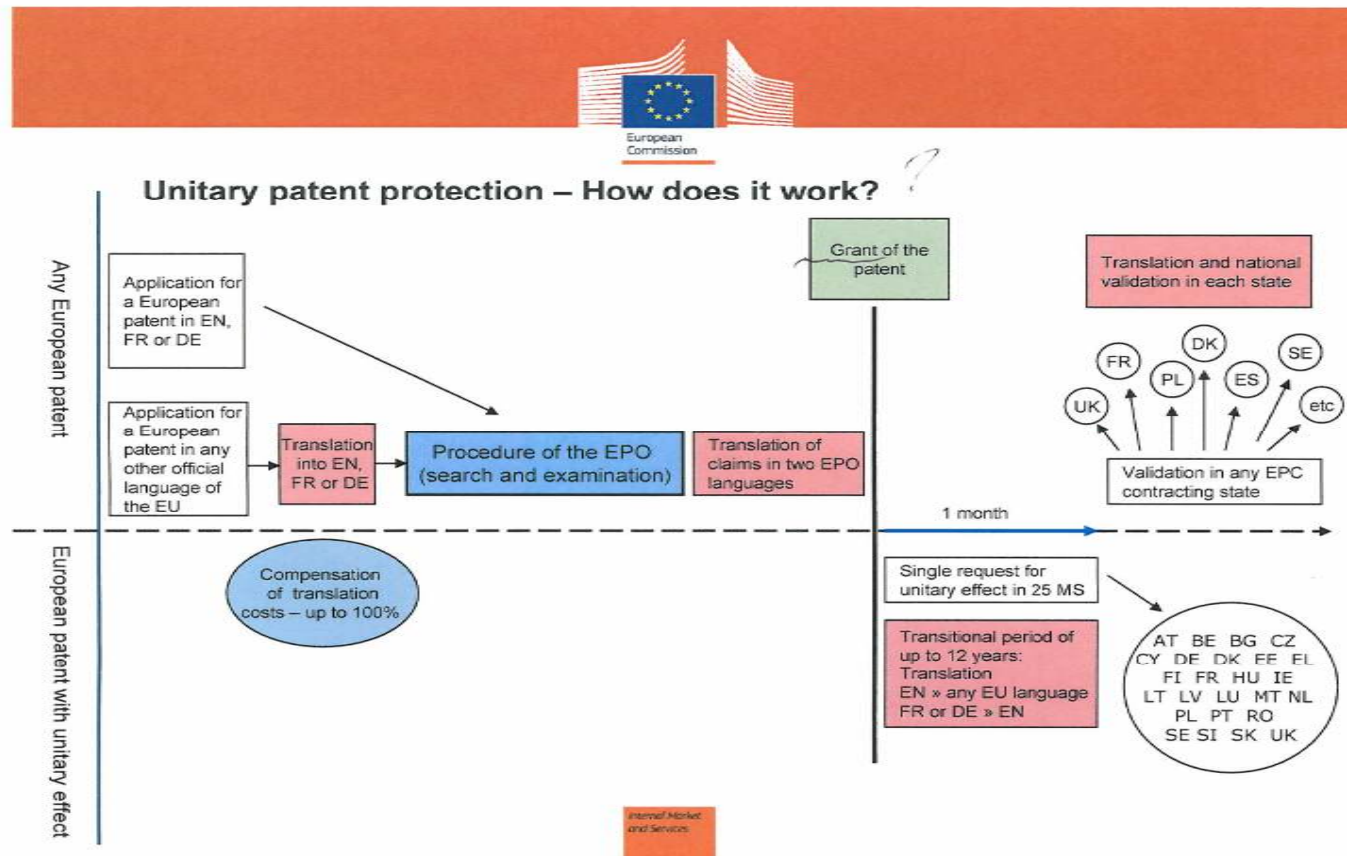 European
Commission
Unitary patent protection – How does it work?
?
Any European patent
European patent with unitary effect
Application for
a European
patent in EN,
FR or DE
Application for
a European
patent in any
other official
language of
the EU
Translation
into EN,
FR or DE
Procedure of the EPO
(search and examination)
Translation of
claims in two EPO
languages
Grant of the
patent
Translation and national
validation in each state
UK
FR
PL
DK
ES
SE
etc
Validation in any EPC
contracting state
1 month
Compensation
of translation
costs – up to 100%
Single request for
unitary effect in 25 MS
Transitional period of
up to 12 years:
Translation
EN » any EU language
FR or DE » EN
AT BE BG CZ
CY DE DK EE EL
FI FR HU IE
LT LV LU MT NL
PL PT RO
SE SI SK UK
Internal Market
and Services